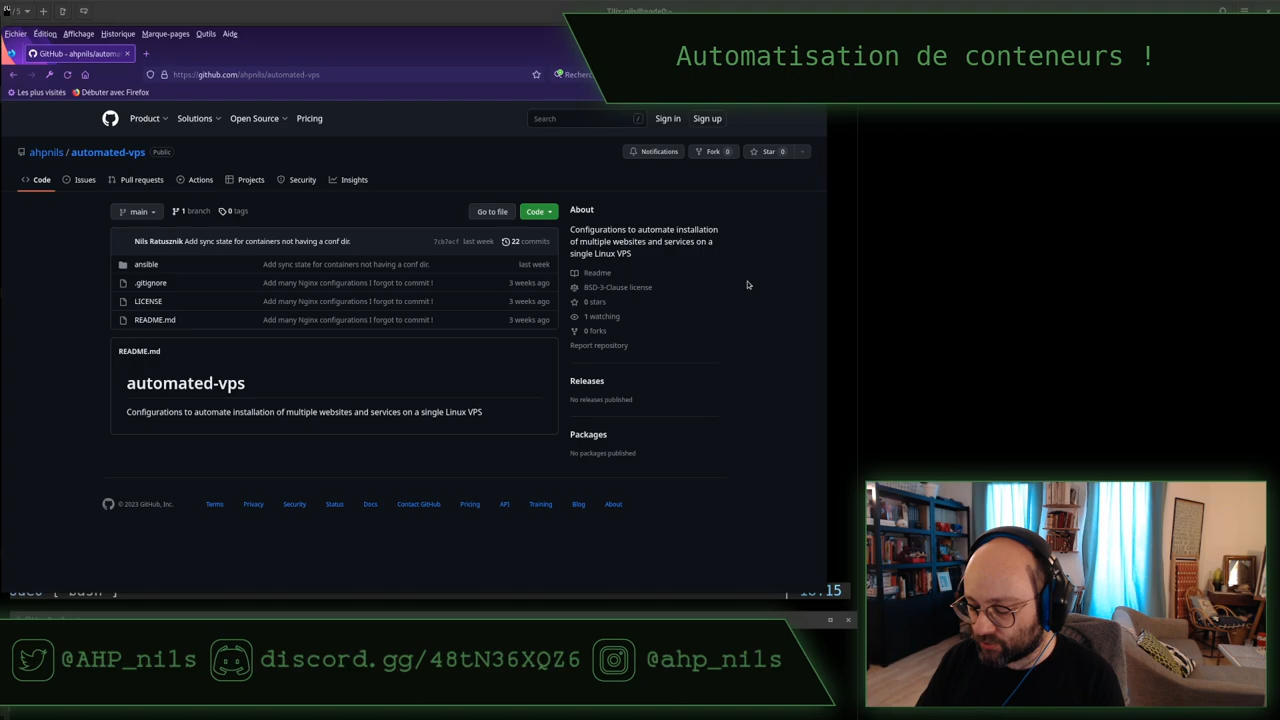 / 5
Tilix: nils@node0:~
Automatisation de conteneurs !
Fichier Édition Affichage Historique Marque-pages Outils Aide
GitHub - ahpnils/autom
https://github.com/ahpnils/automated-vps
Recherc
Les plus visités Débuter avec Firefox
Product Solutions Open Source Pricing
Search /
Sign in Sign up
ahpnils / automated-vps Public
Notifications Fork 0 Star 0
Code Issues Pull requests Actions Projects Security Insights
main 1 branch 0 tags Go to file Code
Nils Ratusznik Add sync state for containers not having a conf dir. 7cb7acf last week 22 commits
ansible Add sync state for containers not having a conf dir. last week
.gitignore Add many Nginx configurations I forgot to commit ! 3 weeks ago
LICENSE Add many Nginx configurations I forgot to commit ! 3 weeks ago
README.md Add many Nginx configurations I forgot to commit ! 3 weeks ago
README.md
automated-vps
Configurations to automate installation of multiple websites and services on a single Linux VPS
About
Configurations to automate installation
of multiple websites and services on a
single Linux VPS
Readme
BSD-3-Clause license
0 stars
1 watching
0 forks
Report repository
Releases
No releases published
Packages
No packages published
© 2023 GitHub, Inc. Terms Privacy Security Status Docs Contact GitHub Pricing API Training Blog About
@AHP_nils discord.gg/48tN36XQZ6 @ahp_nils